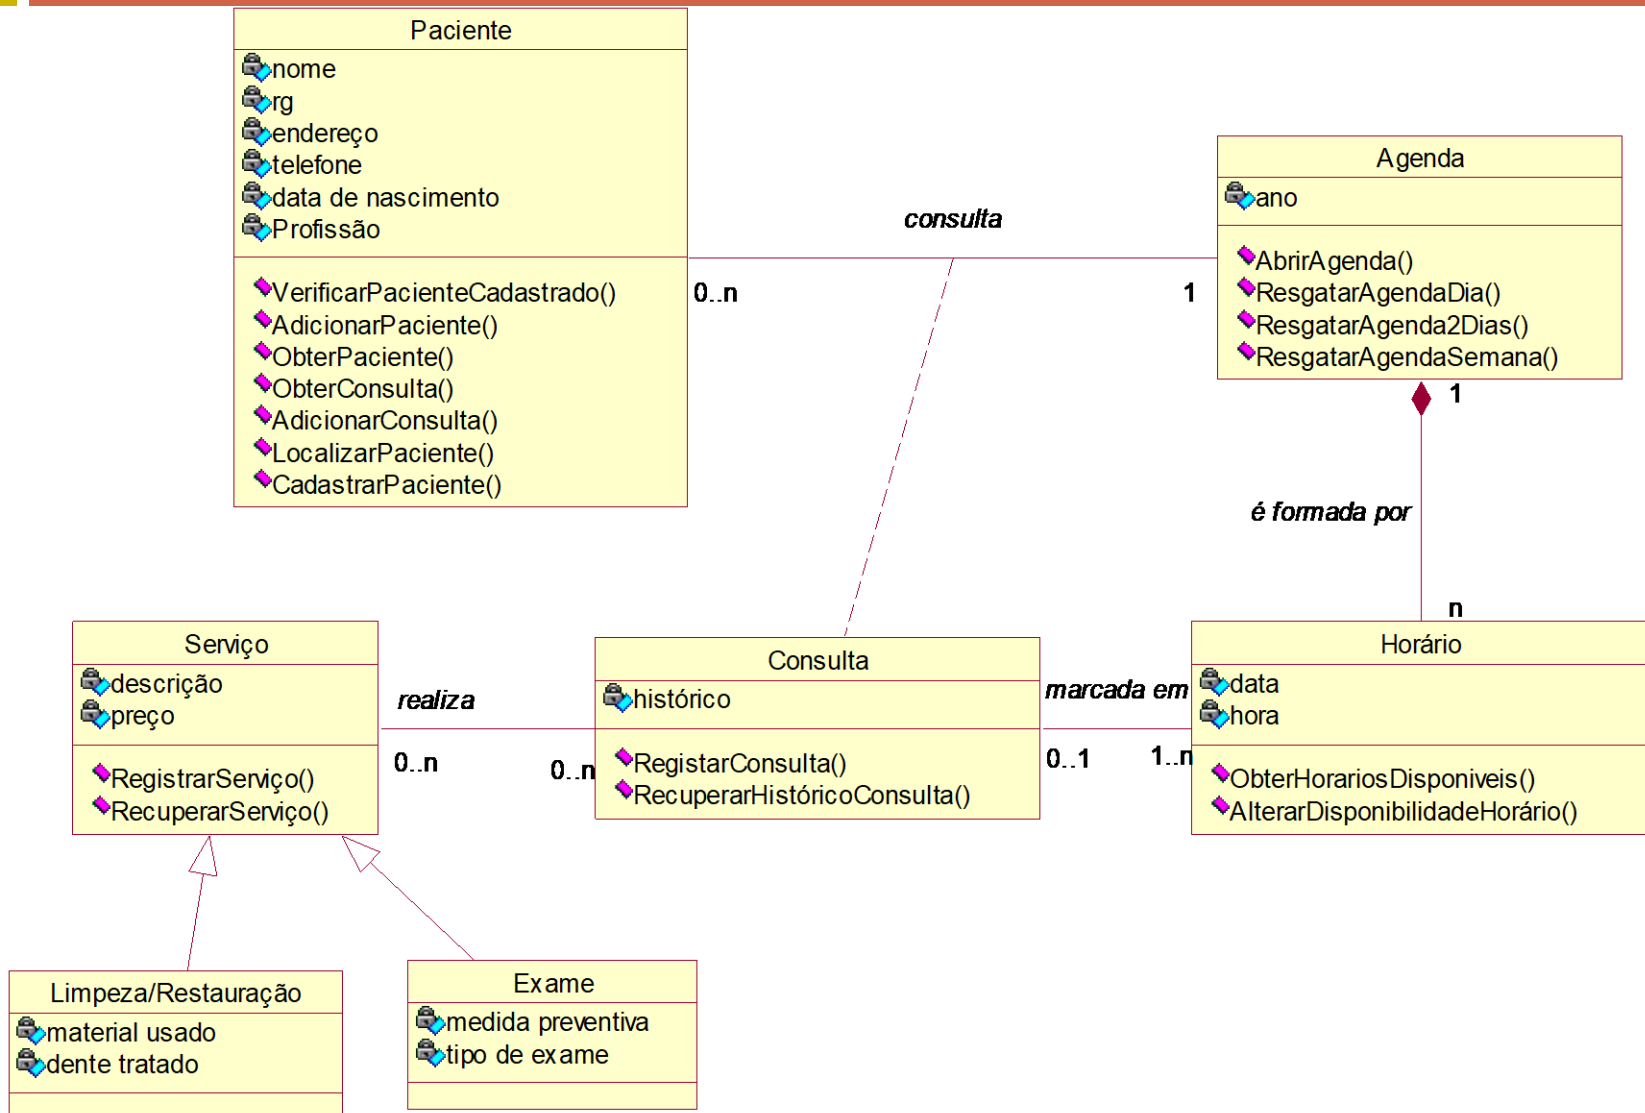 Paciente
nome
rg
endereço
telefone
data de nascimento
Profissão
VerificarPacienteCadastrado()
AdicionarPaciente()
ObterPaciente()
ObterConsulta()
AdicionarConsulta()
LocalizarPaciente()
CadastrarPaciente()
consulta
0..n
1
Agenda
ano
AbrirAgenda()
ResgatarAgendaDia()
ResgatarAgenda2Dias()
ResgatarAgendaSemana()
1
é formada por
n
Serviço
descrição
preço
RegistrarServiço()
RecuperarServiço()
realiza
0..n
0..n
Consulta
histórico
RegistarConsulta()
RecuperarHistóricoConsulta()
marcada em
0..1
1..n
Horário
data
hora
ObterHorariosDisponiveis()
AlterarDisponibilidadeHorário()
Limpeza/Restauração
material usado
dente tratado
Exame
medida preventiva
tipo de exame